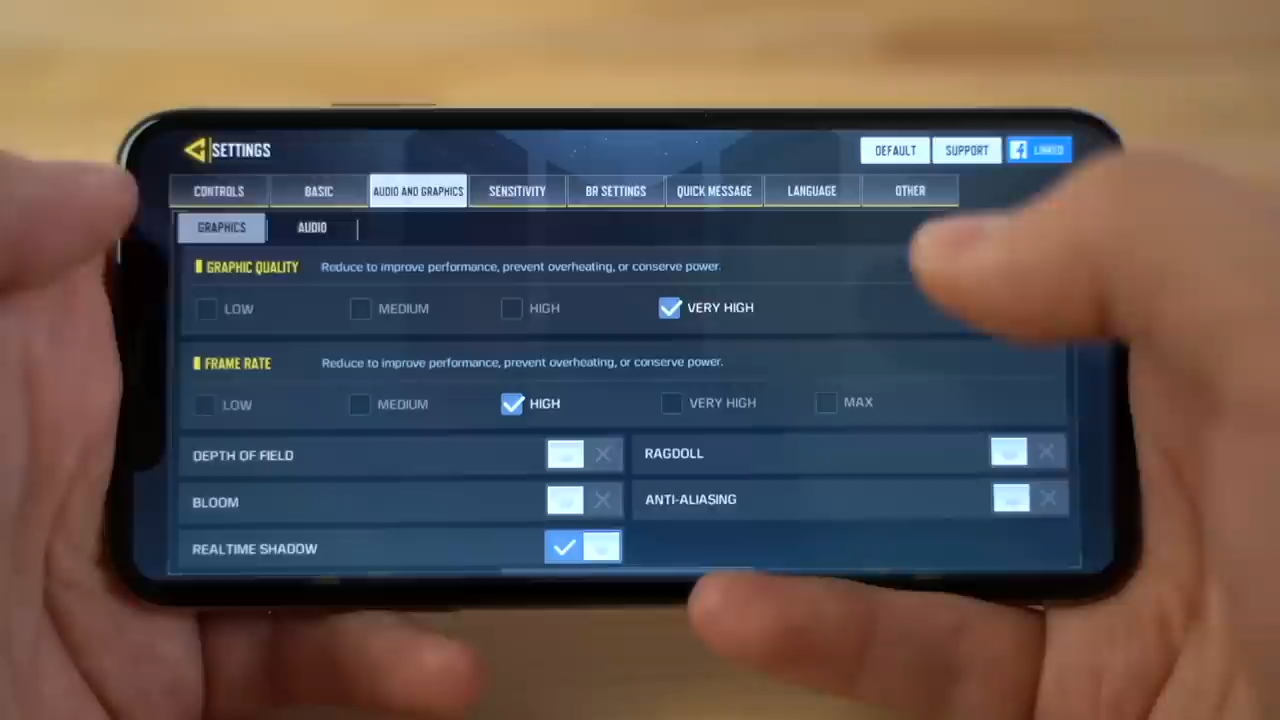 SETTINGS
DEFAULT
SUPPORT
LINKED
CONTROLS
BASIC
AUDIO AND GRAPHICS
SENSITIVITY
BR SETTINGS
QUICK MESSAGE
LANGUAGE
OTHER
GRAPHICS
AUDIO
GRAPHIC QUALITY Reduce to improve performance, prevent overheating, or conserve power.
LOW MEDIUM HIGH VERY HIGH
FRAME RATE Reduce to improve performance, prevent overheating, or conserve power.
LOW MEDIUM HIGH VERY HIGH MAX
DEPTH OF FIELD
RAGDOLL
BLOOM
ANTI-ALIASING
REALTIME SHADOW